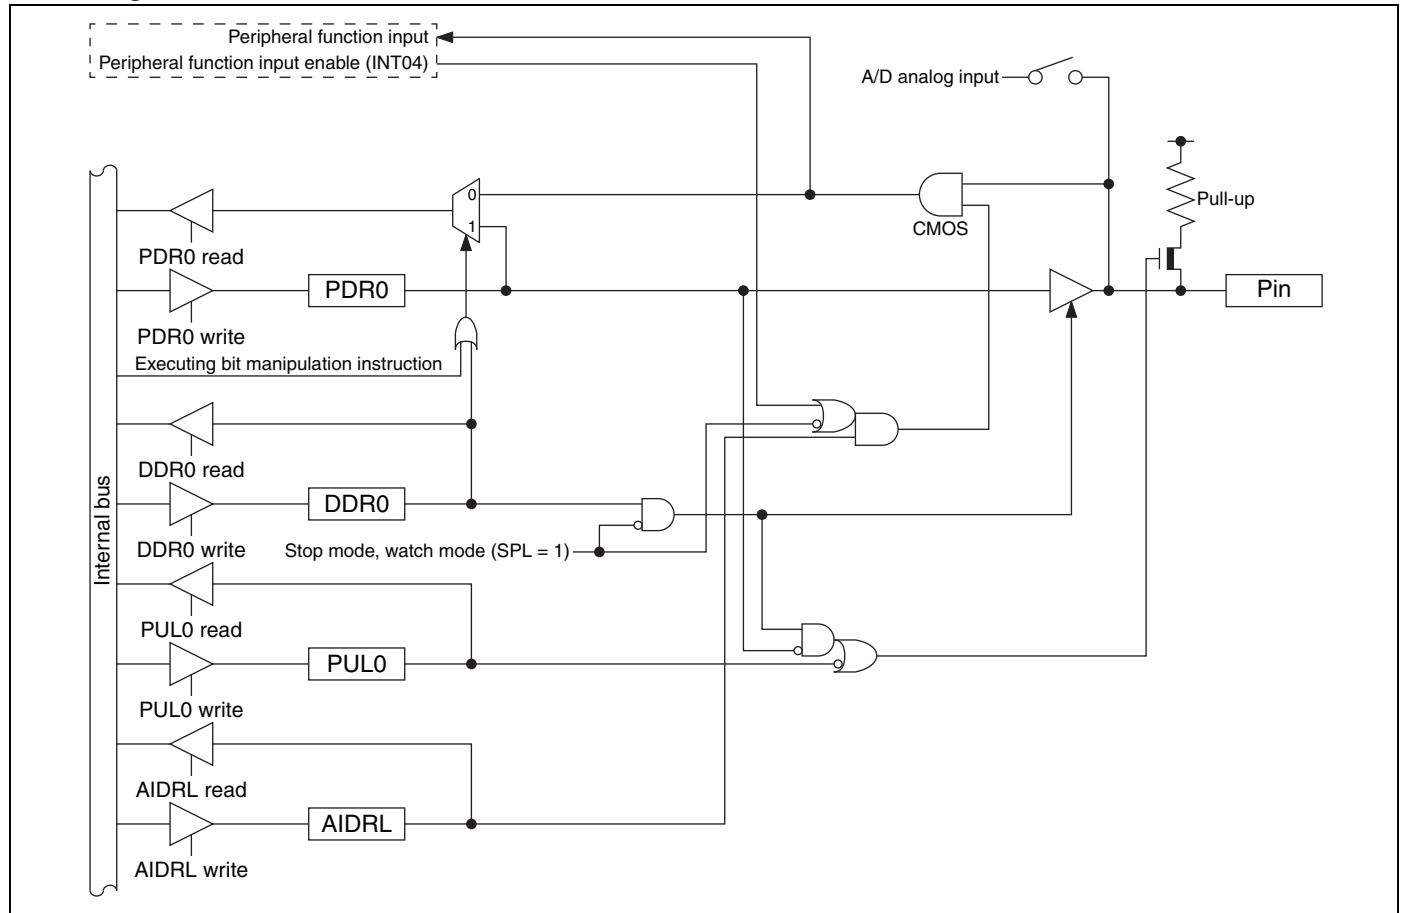 Peripheral function input
Peripheral function input enable (INT04)
A/D analog input
0
1
CMOS
Pull-up
PDR0 read
PDR0
Pin
PDR0 write
Executing bit manipulation instruction
DDR0 read
DDR0
DDR0 write
Stop mode, watch mode (SPL = 1)
Internal bus
PUL0 read
PUL0
PUL0 write
AIDRL read
AIDRL
AIDRL write